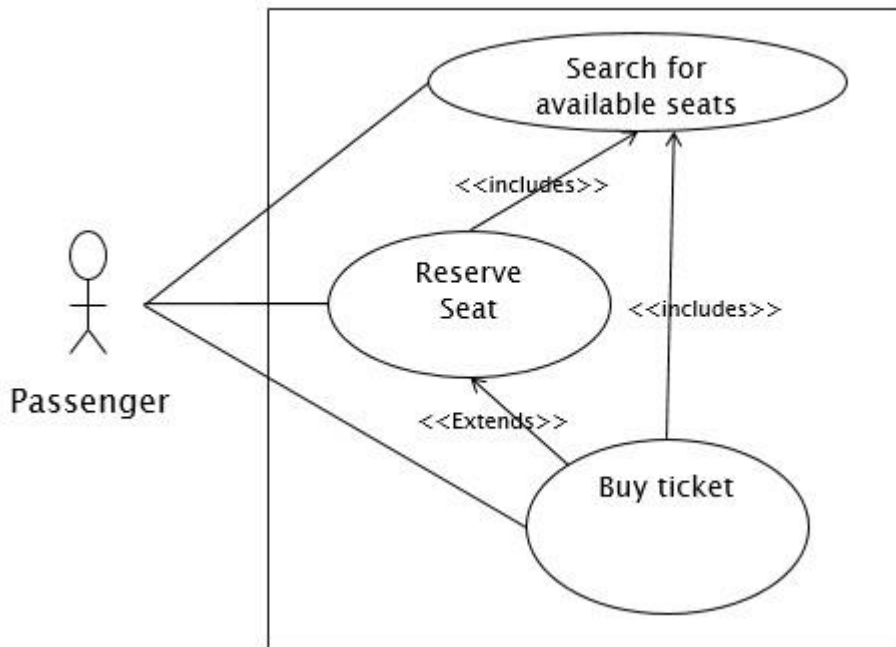 Search for
available seats
<<includes>>
Reserve
Seat
<<includes>>
Passenger
<<Extends>>
Buy ticket